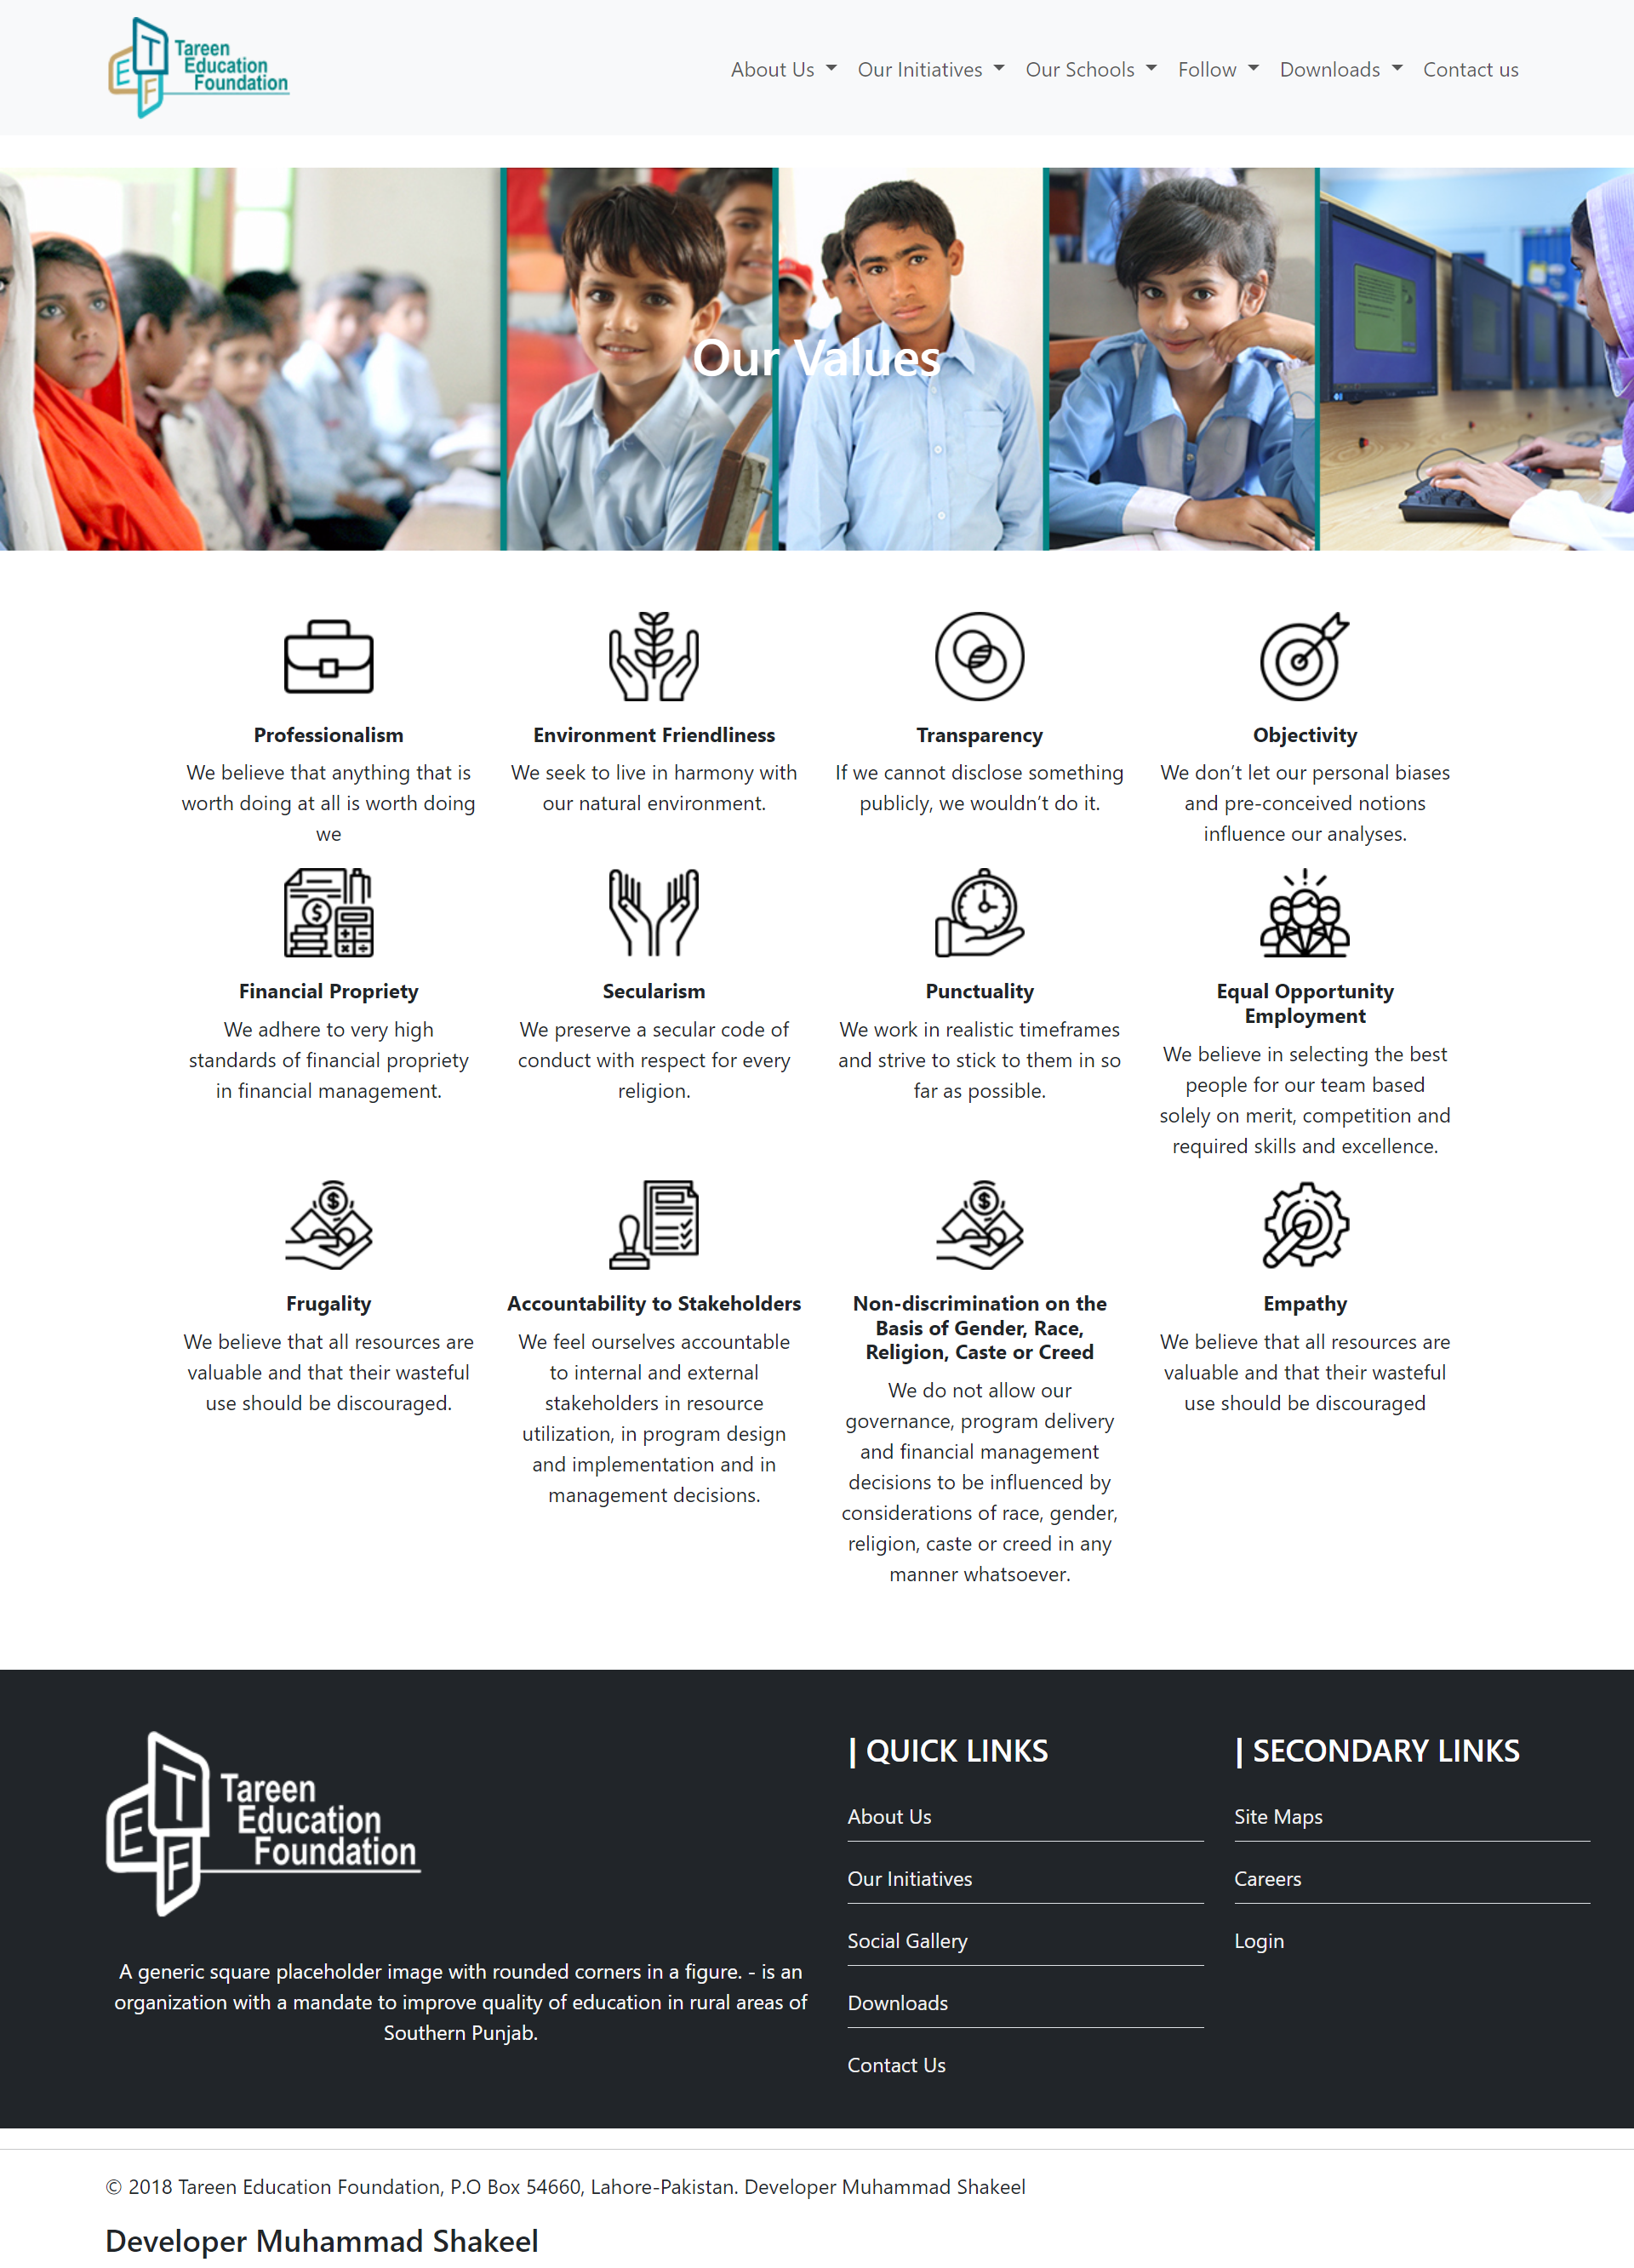 T
E
F
Tareen
Education
Foundation
About Us
Our Initiatives
Our Schools
Follow
Downloads
Contact us
Our Values
Professionalism
We believe that anything that is
worth doing at all is worth doing
we
Environment Friendliness
We seek to live in harmony with
our natural environment.
Transparency
If we cannot disclose something
publicly, we wouldn’t do it.
Objectivity
We don’t let our personal biases
and pre-conceived notions
influence our analyses.
Financial Propriety
We adhere to very high
standards of financial propriety
in financial management.
Secularism
We preserve a secular code of
conduct with respect for every
religion.
Punctuality
We work in realistic timeframes
and strive to stick to them in so
far as possible.
Equal Opportunity
Employment
We believe in selecting the best
people for our team based
solely on merit, competition and
required skills and excellence.
Frugality
We believe that all resources are
valuable and that their wasteful
use should be discouraged.
Accountability to Stakeholders
We feel ourselves accountable
to internal and external
stakeholders in resource
utilization, in program design
and implementation and in
management decisions.
Non-discrimination on the
Basis of Gender, Race,
Religion, Caste or Creed
We do not allow our
governance, program delivery
and financial management
decisions to be influenced by
considerations of race, gender,
religion, caste or creed in any
manner whatsoever.
Empathy
We believe that all resources are
valuable and that their wasteful
use should be discouraged
T
E
F
Tareen
Education
Foundation
A generic square placeholder image with rounded corners in a figure. - is an
organization with a mandate to improve quality of education in rural areas of
Southern Punjab.
| QUICK LINKS
About Us
Our Initiatives
Social Gallery
Downloads
Contact Us
| SECONDARY LINKS
Site Maps
Careers
Login
© 2018 Tareen Education Foundation, P.O Box 54660, Lahore-Pakistan. Developer Muhammad Shakeel
Developer Muhammad Shakeel